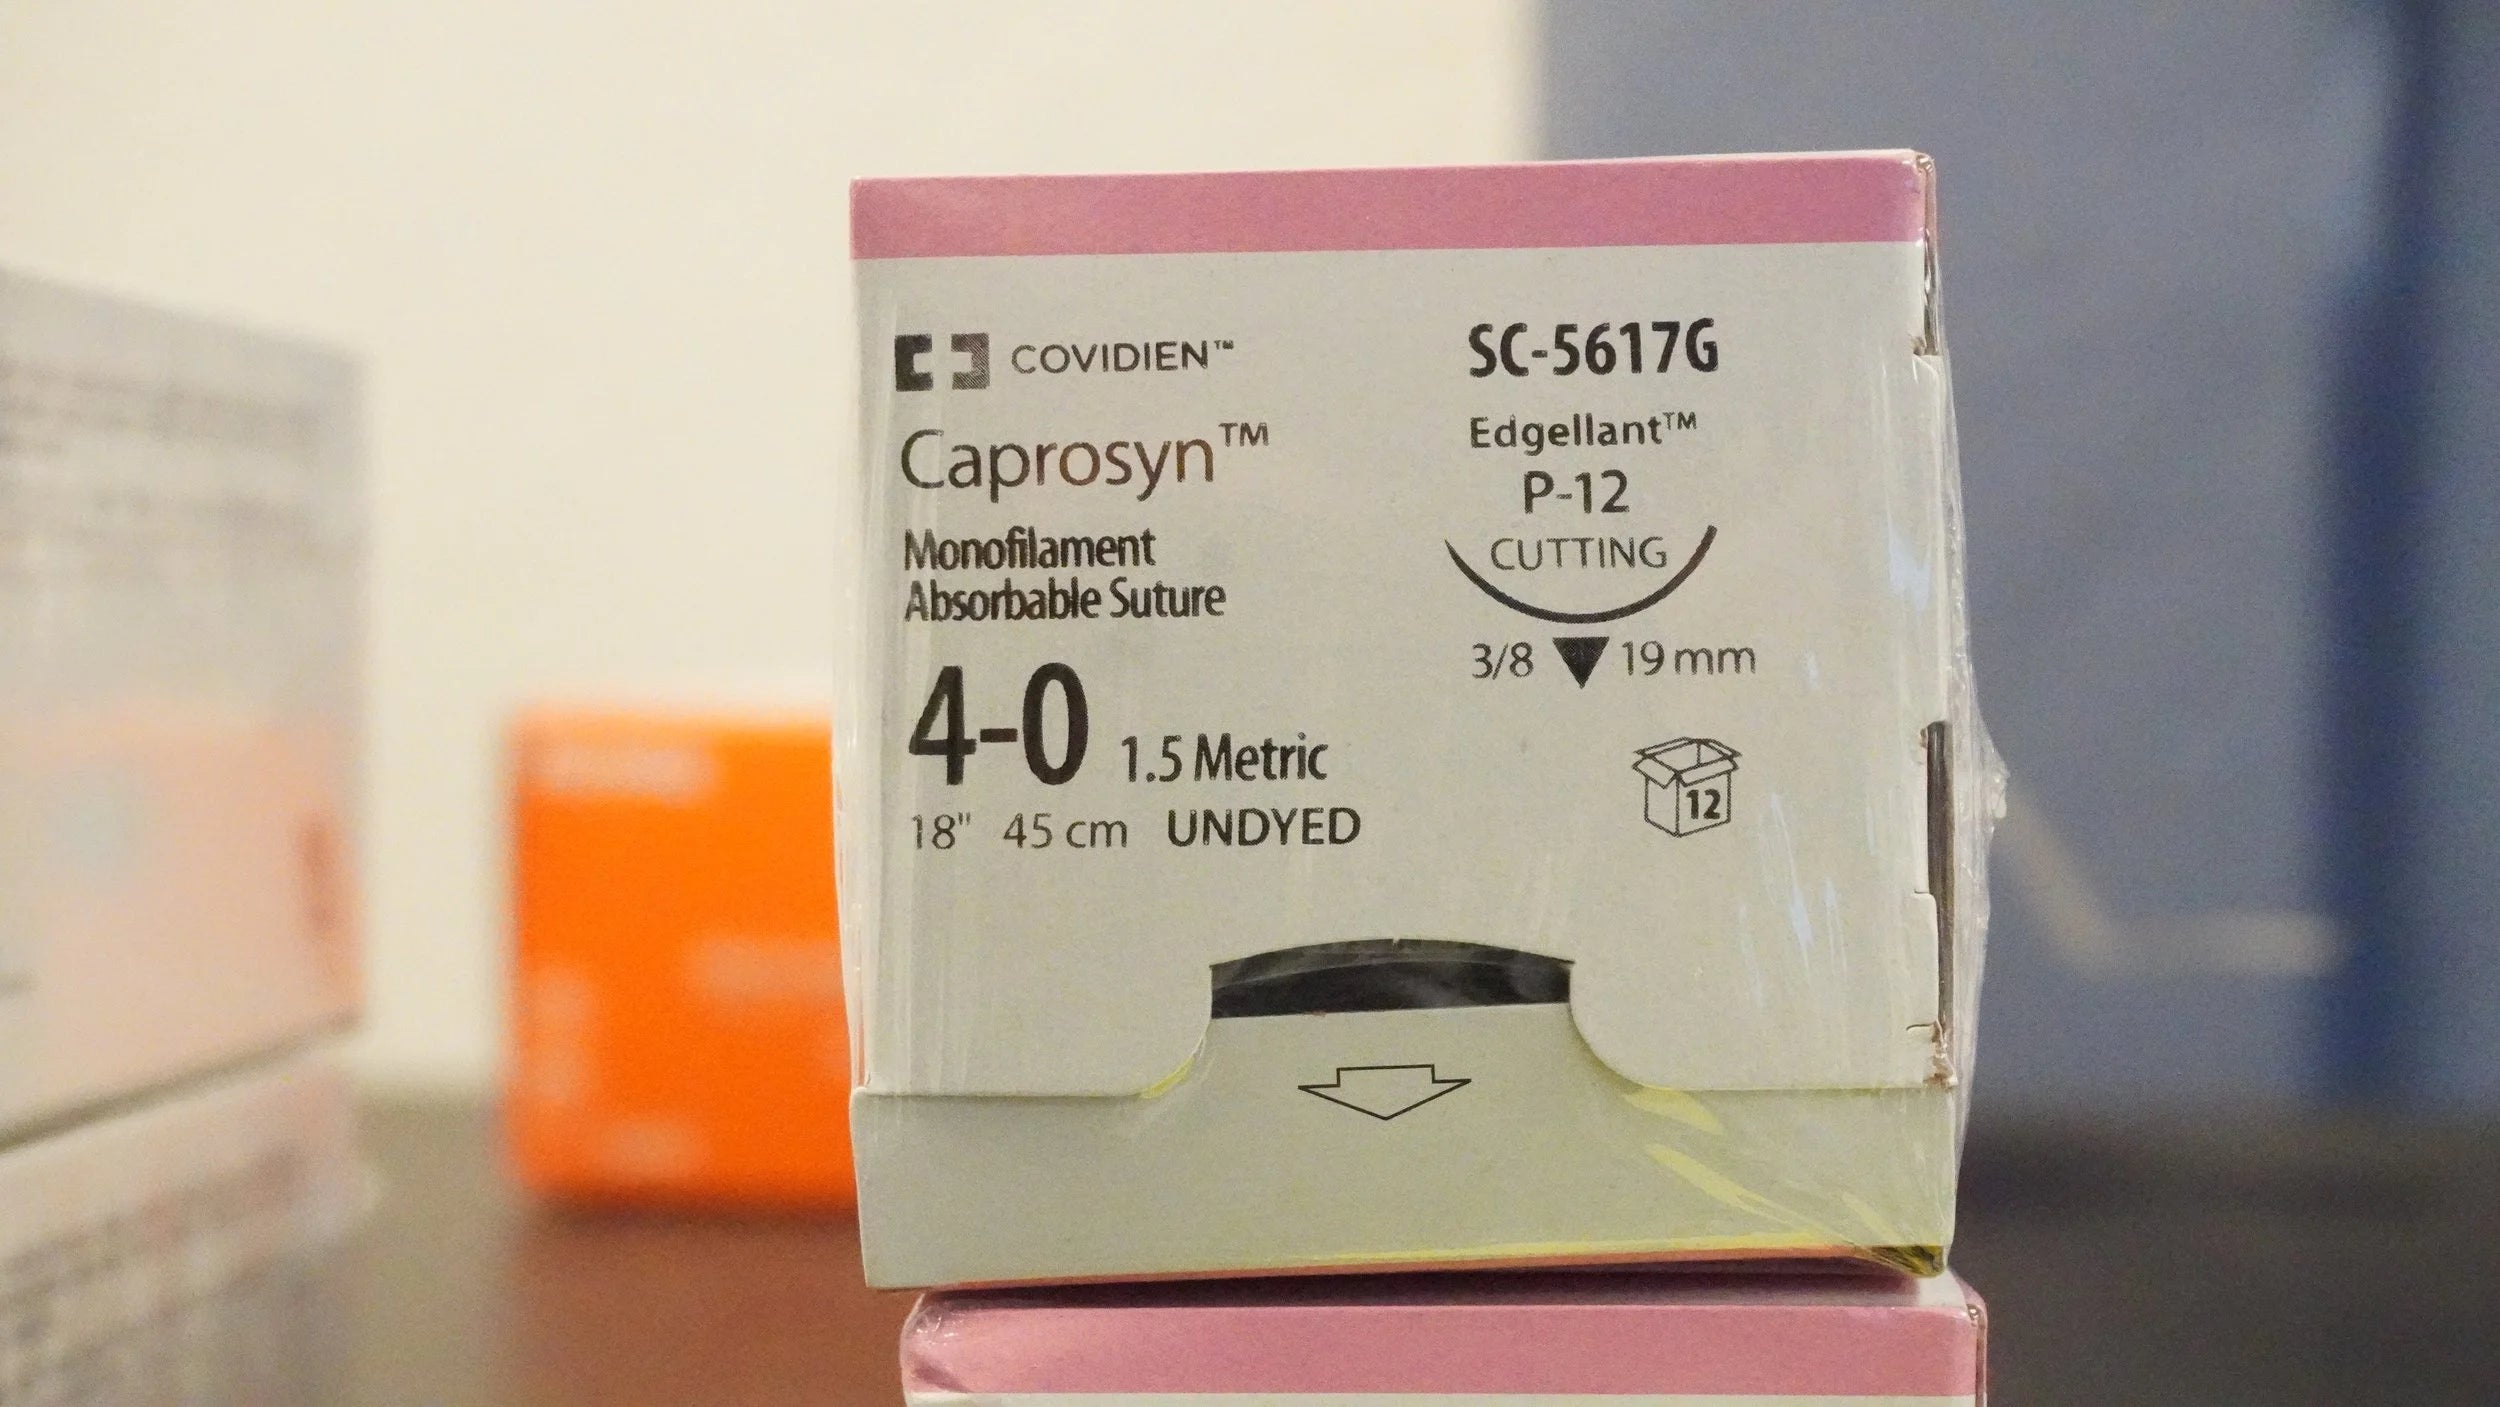 COVIDIEN™
Caprosyn™
Monofilament
Absorbable Suture
4-0 1.5 Metric
18" 45 cm UNDYED
SC-5617G
Edgellant™
P-12
CUTTING
3/8 19 mm
12